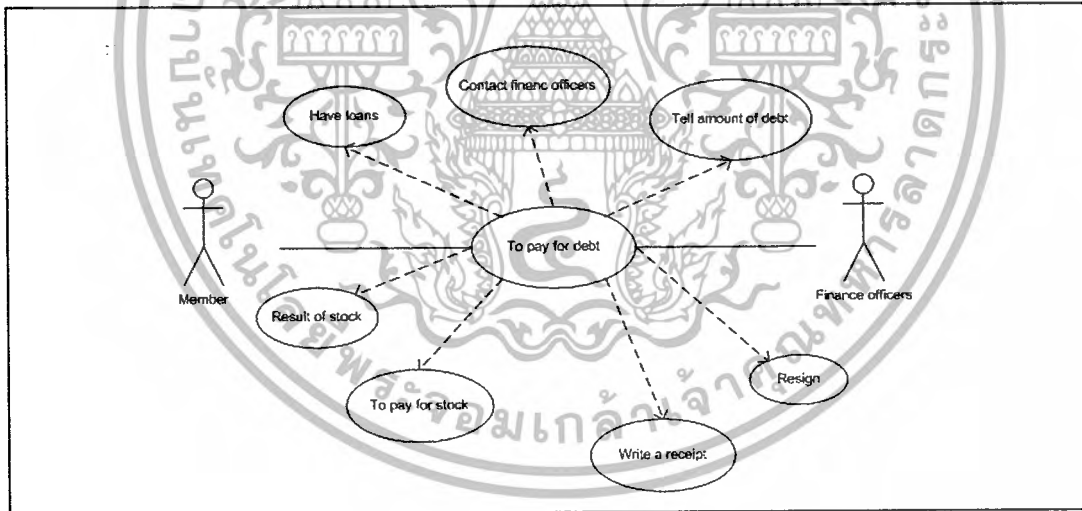 Contact financ officers
Have loans
Tell amount of debt
To pay for debt
Member
Finance officers
Result of stock
Resign
To pay for stock
Write a receipt